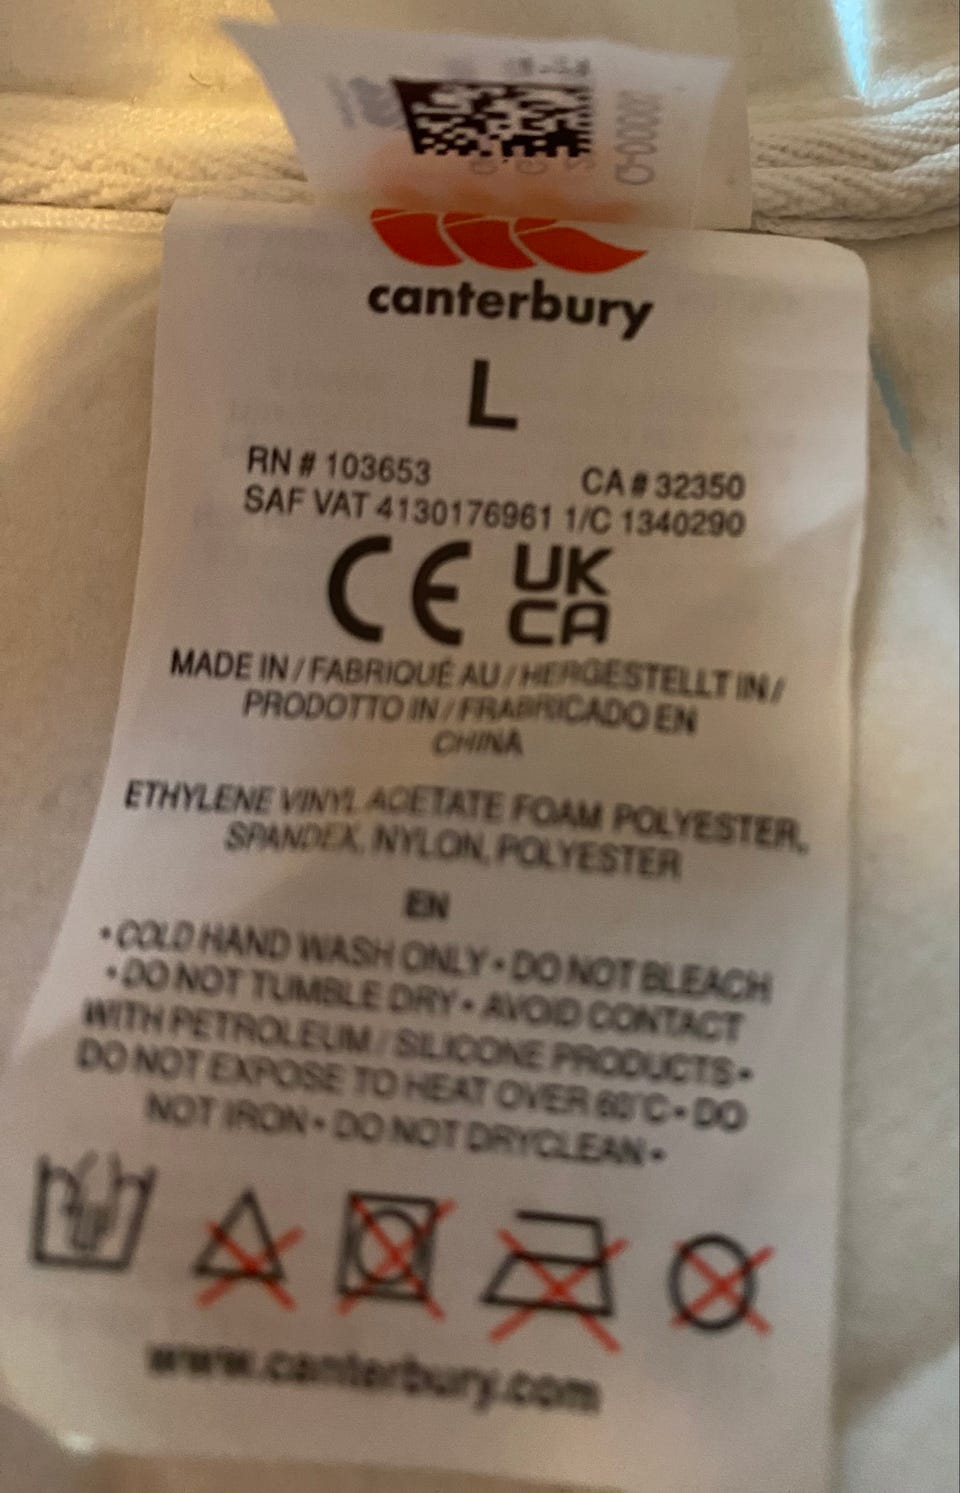 canterbury
L
RN # 103653 CA # 32350
SAF VAT 4130176961 1/C 1340290
CE UK
CA
MADE IN / FABRIQUÉ AU / HERGESTELLT IN /
PRODOTTO IN / FRABRICADO EN
CHINA
ETHYLENE VINYL ACETATE FOAM POLYESTER,
SPANDEX, NYLON, POLYESTER
EN
• COLD HAND WASH ONLY • DO NOT BLEACH
• DO NOT TUMBLE DRY • AVOID CONTACT
WITH PETROLEUM / SILICONE PRODUCTS •
DO NOT EXPOSE TO HEAT OVER 60°C • DO
NOT IRON • DO NOT DRYCLEAN •
www.canterbury.com